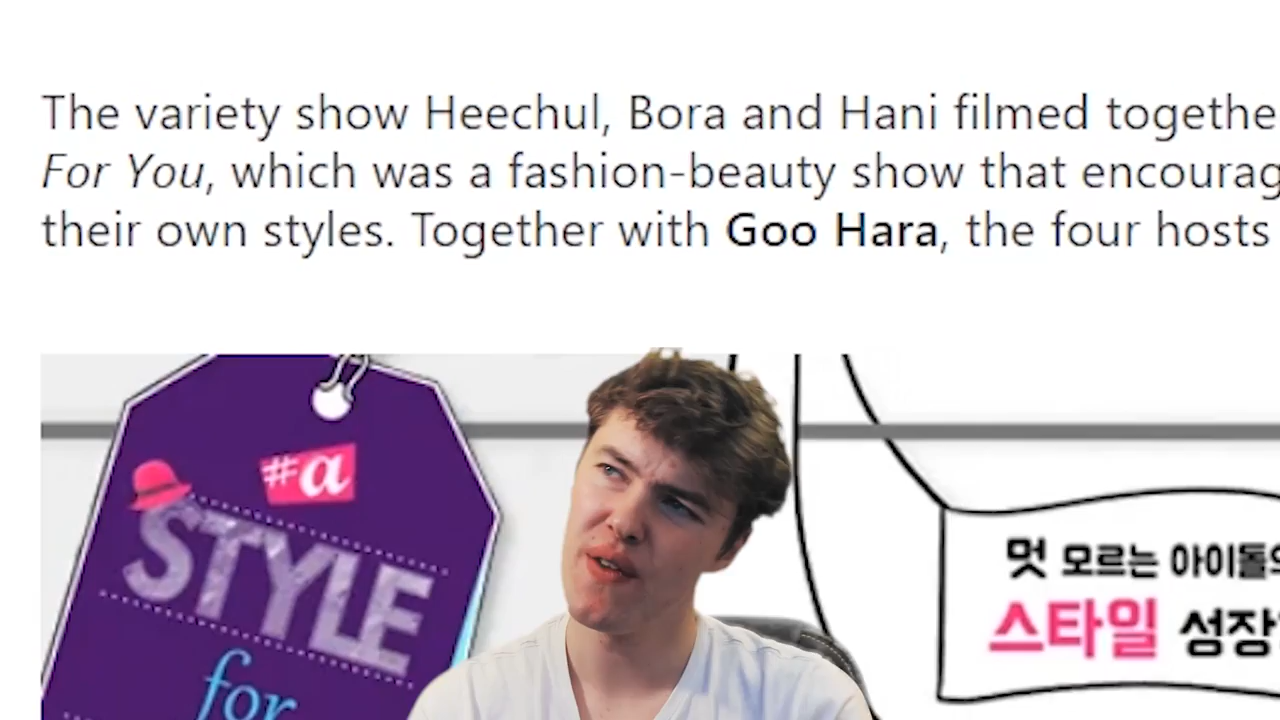 The variety show Heechul, Bora and Hani filmed togethe
For You, which was a fashion-beauty show that encourag
their own styles. Together with Goo Hara, the four hosts
#a
STYLE
for
멋 모르는 아이돌의
스타일 성장